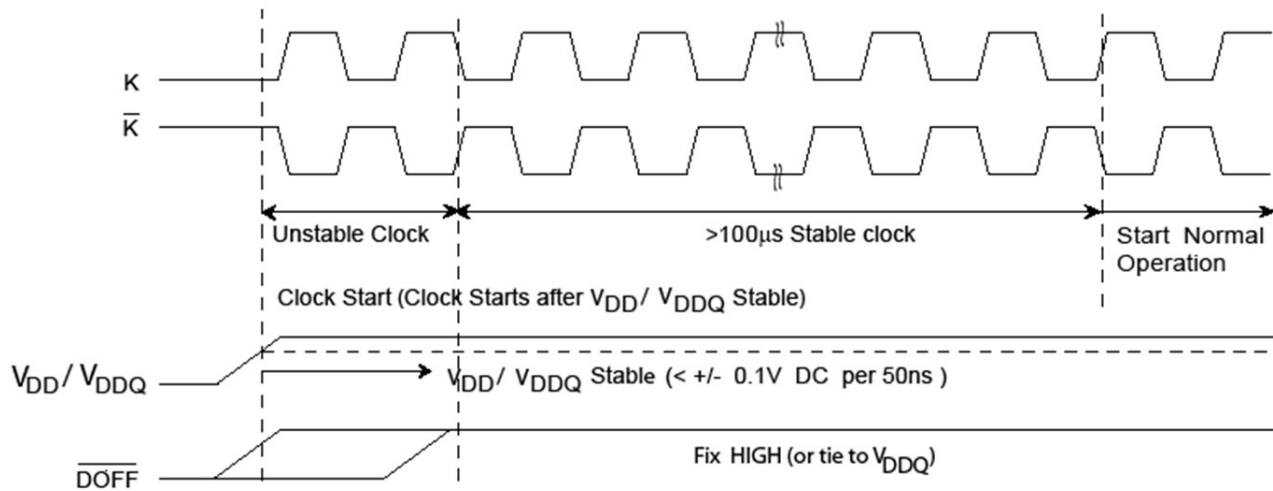 K
K̅
Unstable Clock
>100μs Stable clock
Start Normal
Operation
Clock Start (Clock Starts after VDD/ VDDQ Stable)
VDD/ VDDQ
VDD/ VDDQ Stable (< +/- 0.1V DC per 50ns )
D̅O̅F̅F̅
Fix HIGH (or tie to VDDQ)